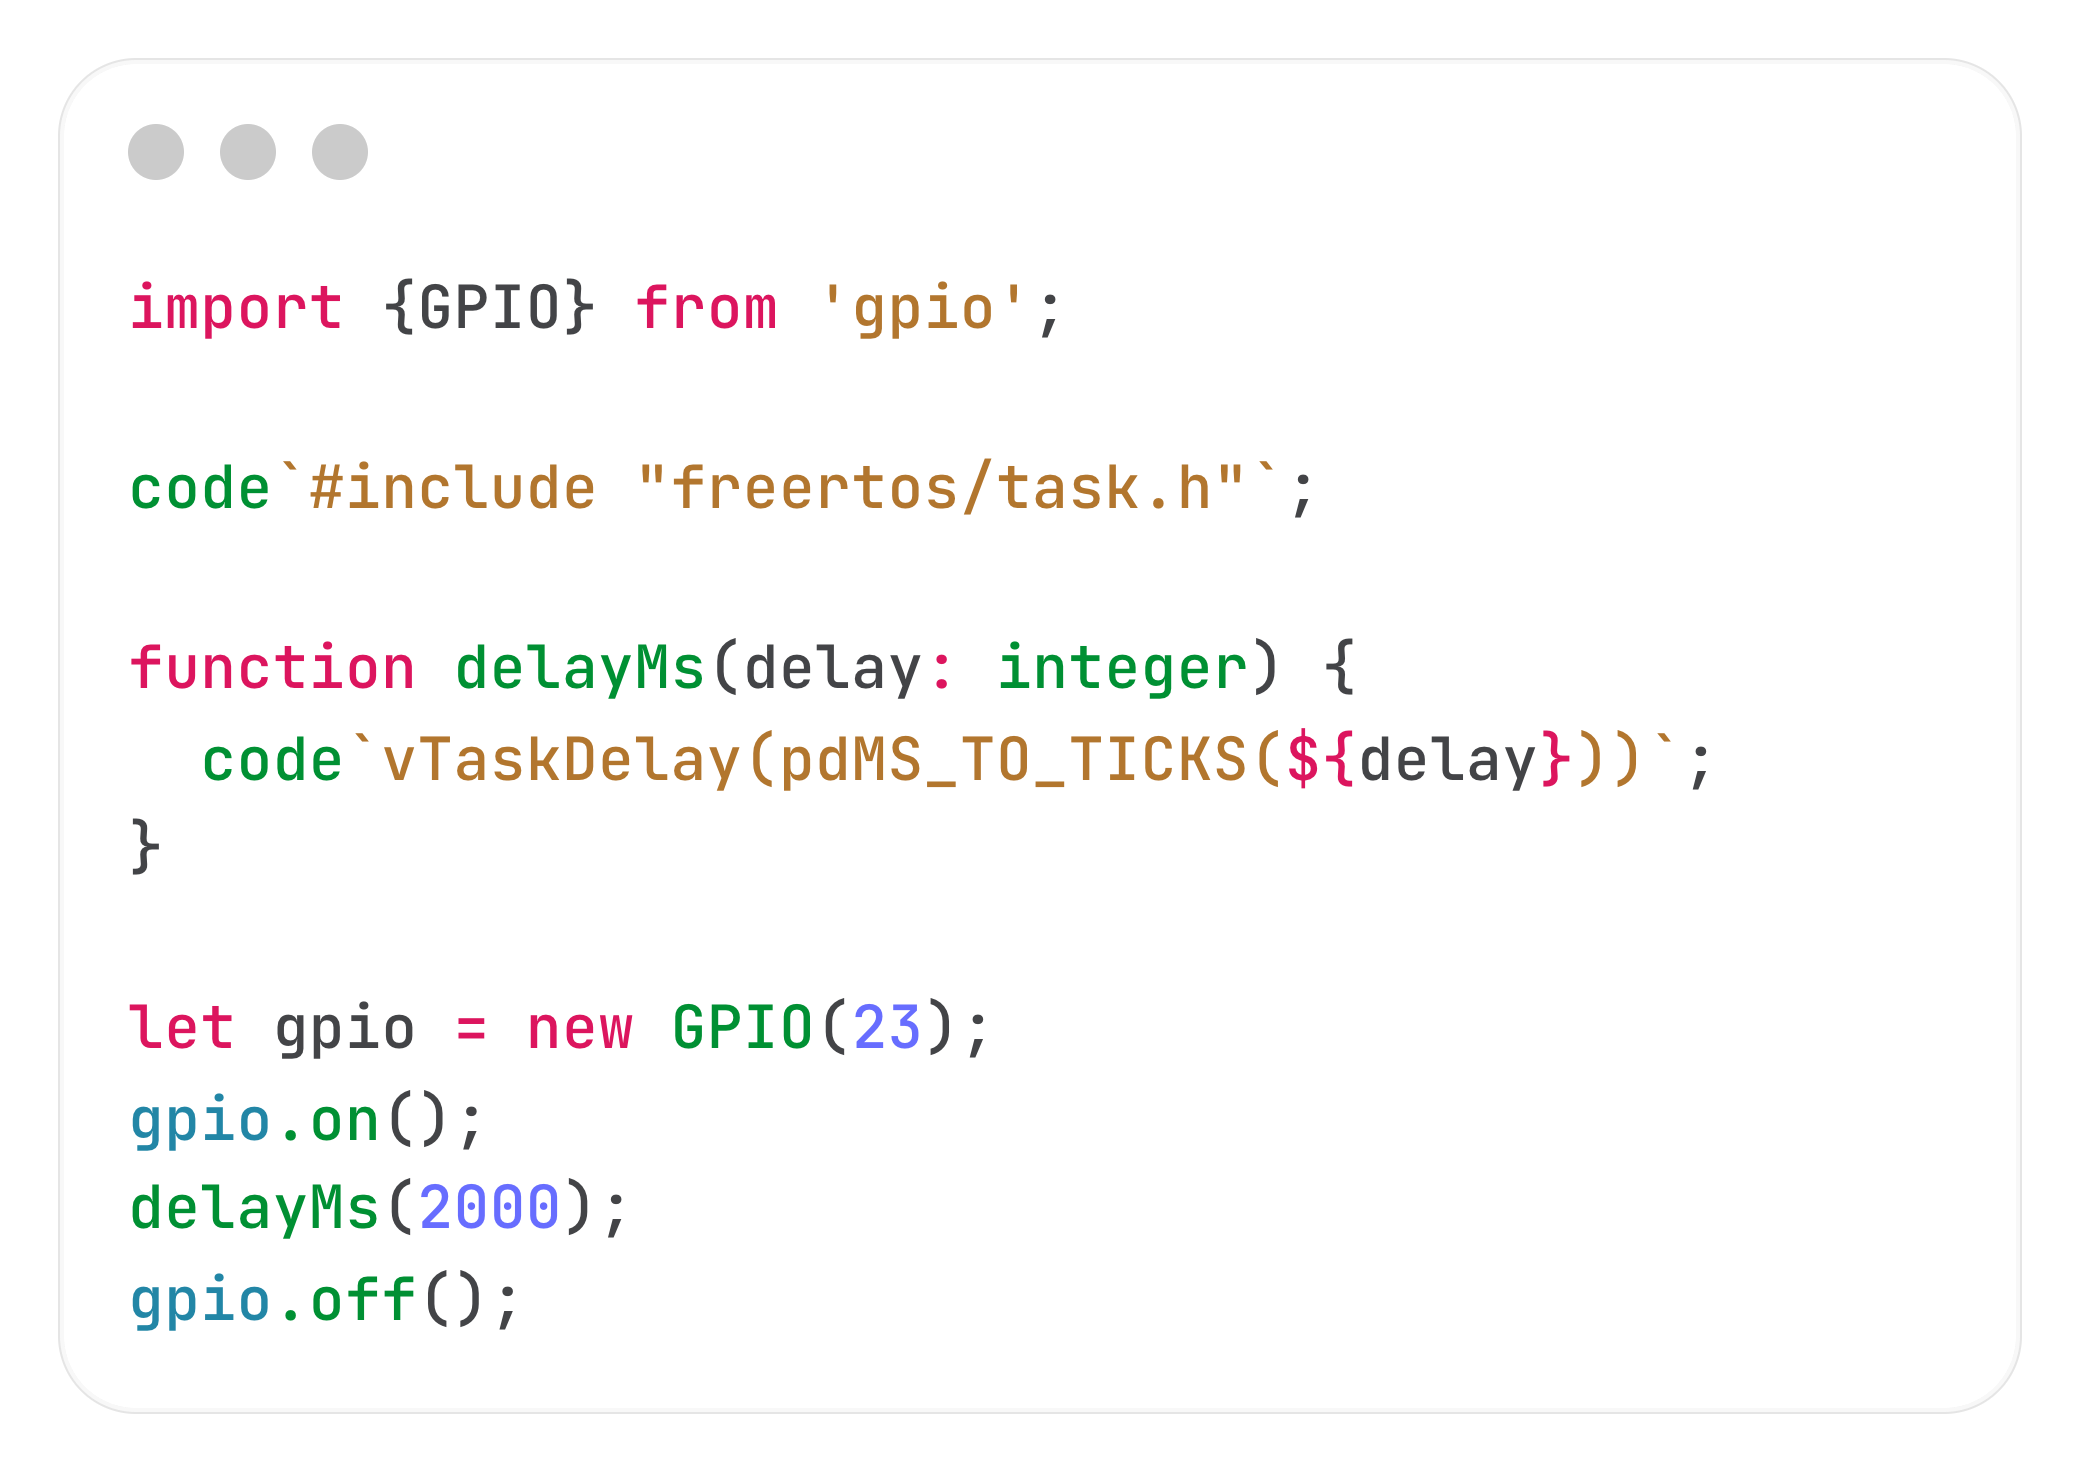 import {GPIO} from 'gpio';
code`#include "freertos/task.h"`;
function delayMs(delay: integer) {
  code`vTaskDelay(pdMS_TO_TICKS(${delay}))`;
}
let gpio = new GPIO(23);
gpio.on();
delayMs(2000);
gpio.off();